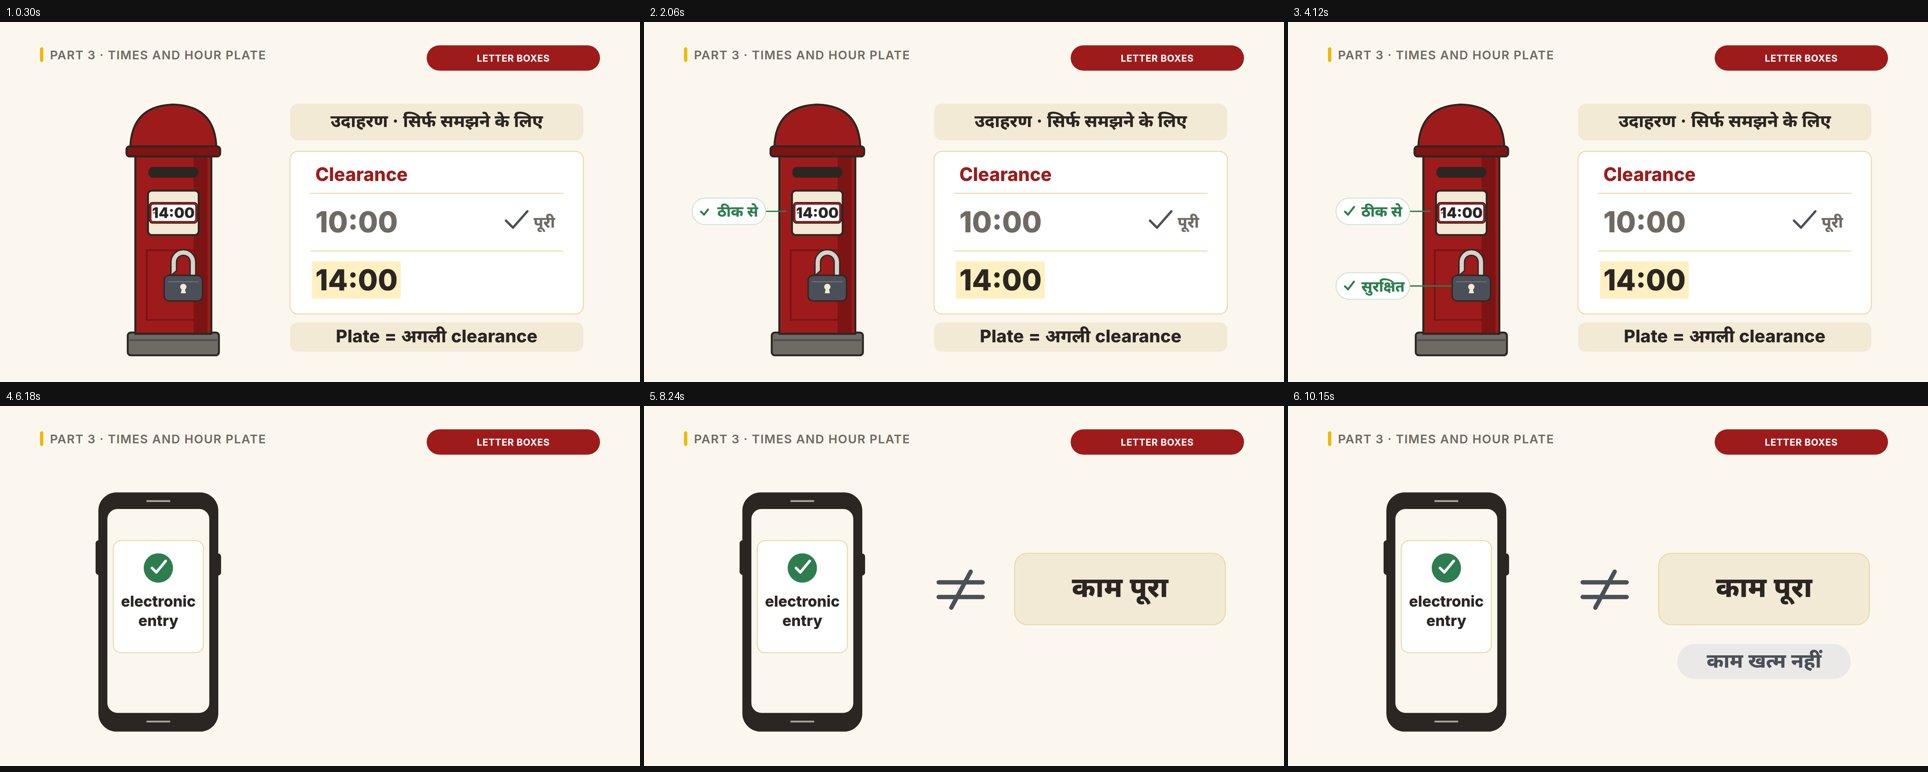 1. 0.30s
PART 3 · TIMES AND HOUR PLATE
LETTER BOXES
उदाहरण · सिर्फ समझने के लिए
Clearance
14:00
10:00
पूरी
14:00
Plate = अगली clearance
2. 2.06s
PART 3 · TIMES AND HOUR PLATE
LETTER BOXES
उदाहरण · सिर्फ समझने के लिए
Clearance
ठीक से
14:00
10:00
पूरी
14:00
Plate = अगली clearance
3. 4.12s
PART 3 · TIMES AND HOUR PLATE
LETTER BOXES
उदाहरण · सिर्फ समझने के लिए
Clearance
ठीक से
14:00
10:00
पूरी
सुरक्षित
14:00
Plate = अगली clearance
4. 6.18s
PART 3 · TIMES AND HOUR PLATE
LETTER BOXES
electronic
entry
5. 8.24s
PART 3 · TIMES AND HOUR PLATE
LETTER BOXES
electronic
entry
≠
काम पूरा
6. 10.15s
PART 3 · TIMES AND HOUR PLATE
LETTER BOXES
electronic
entry
≠
काम पूरा
काम खत्म नहीं